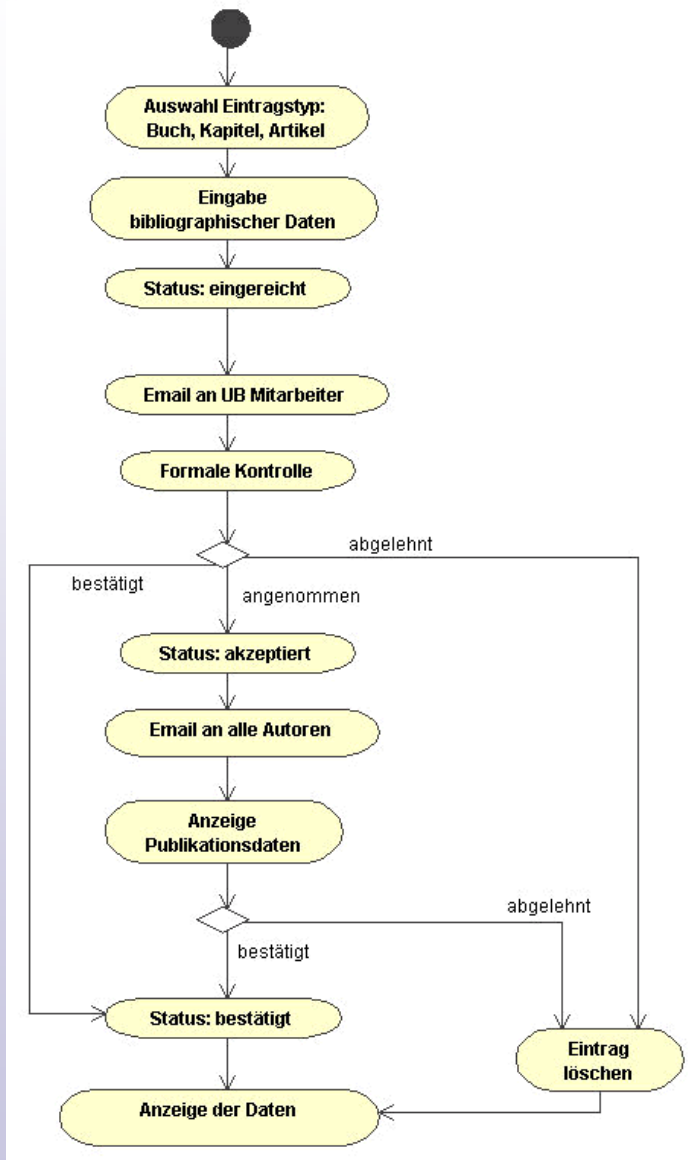 Auswahl Eintragstyp:
Buch, Kapitel, Artikel
Eingabe
bibliographischer Daten
Status: eingereicht
Email an UB Mitarbeiter
Formale Kontrolle
abgelehnt
bestätigt
angenommen
Status: akzeptiert
Email an alle Autoren
Anzeige
Publikationsdaten
abgelehnt
bestätigt
Status: bestätigt
Eintrag
löschen
Anzeige der Daten